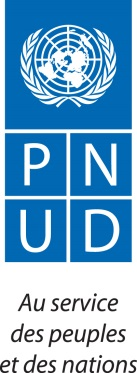 P N
U D
Au service
des peuples
et des nations